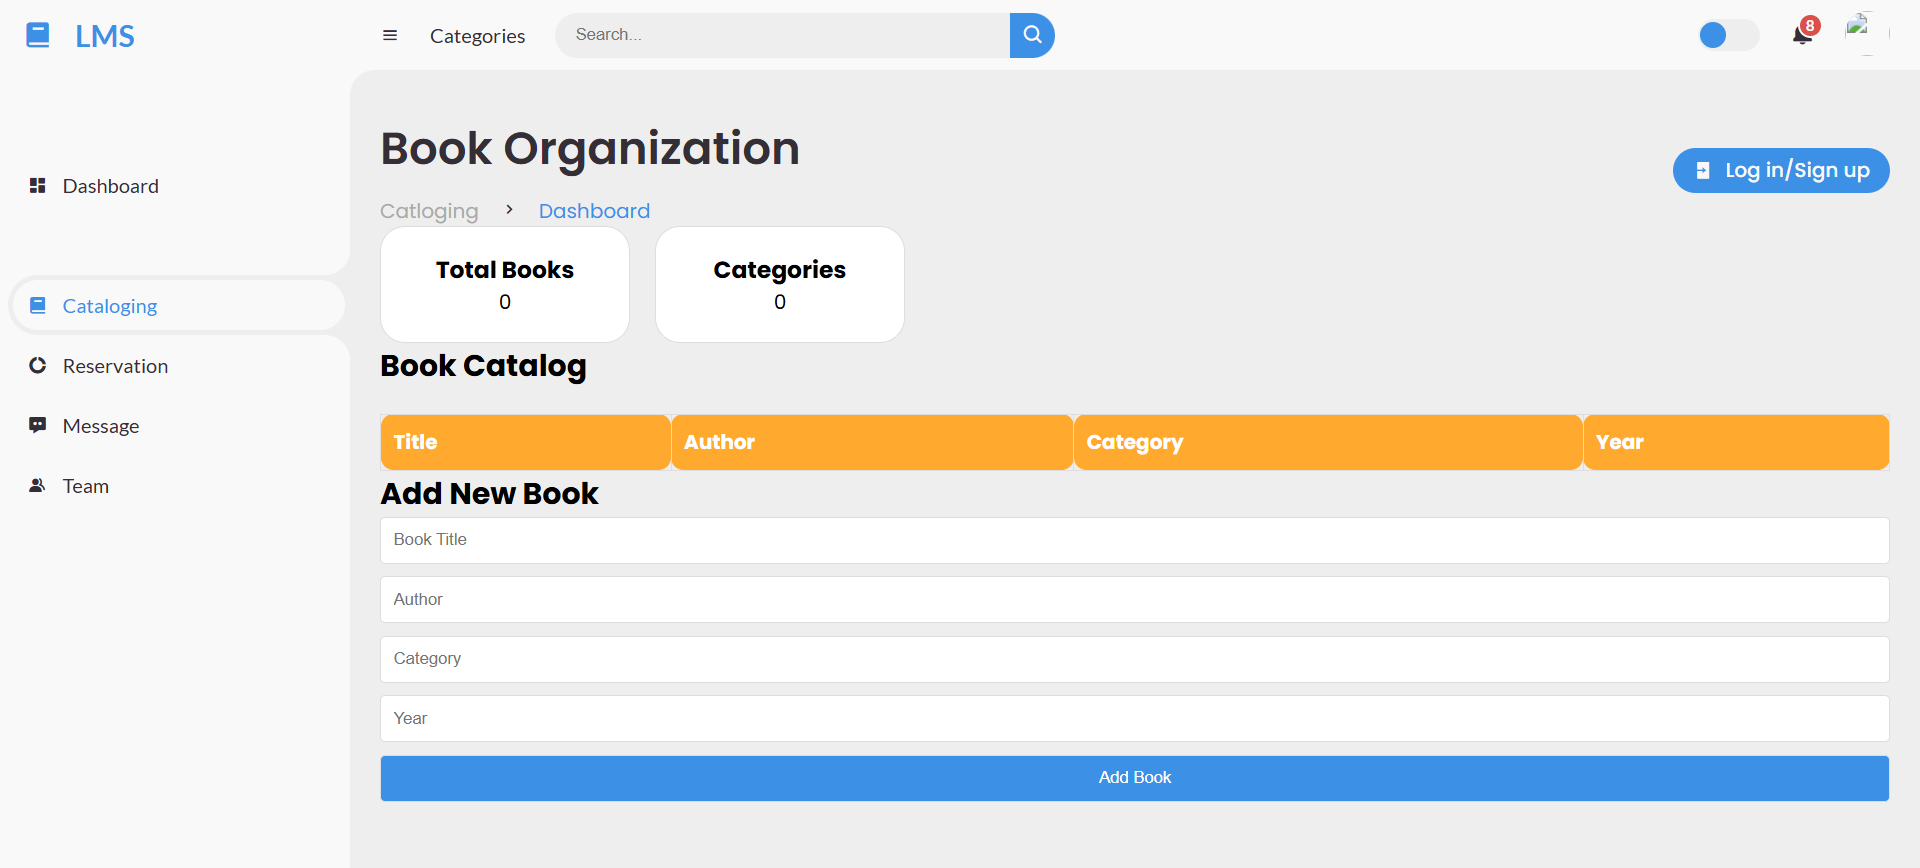 LMS
Categories
Search...
8
Book Organization
Log in/Sign up
Dashboard
Catloging
Dashboard
Total Books
0
Categories
0
Cataloging
Reservation
Message
Team
Book Catalog
Title Author Category Year
Add New Book
Book Title
Author
Category
Year
Add Book